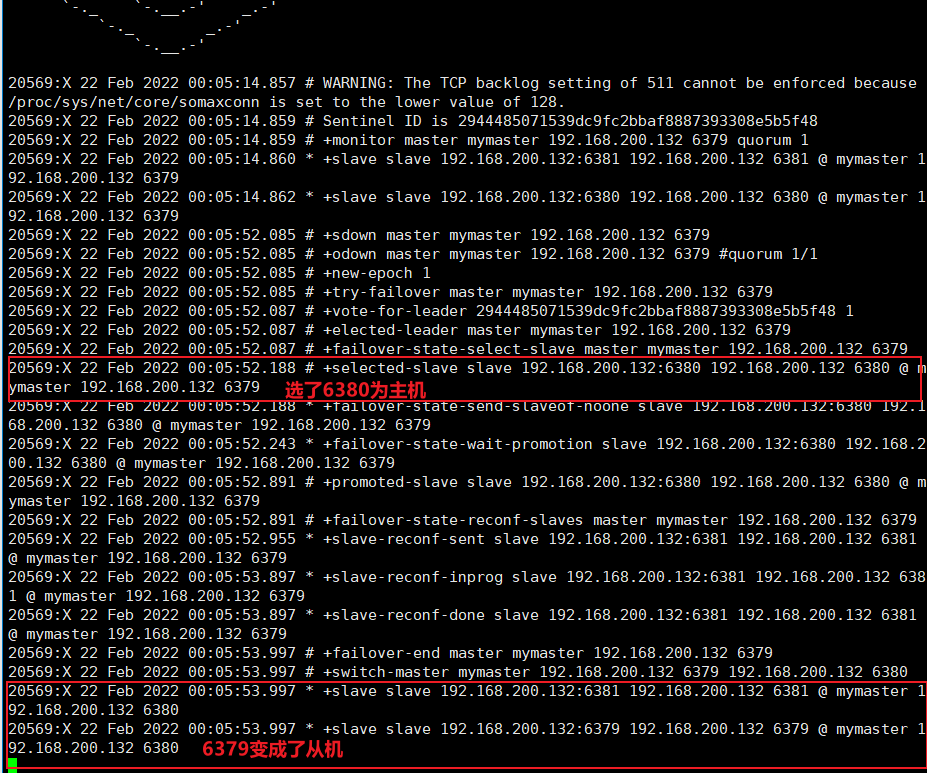 20569:X 22 Feb 2022 00:05:14.857 # WARNING: The TCP backlog setting of 511 cannot be enforced because
/proc/sys/net/core/somaxconn is set to the lower value of 128.
20569:X 22 Feb 2022 00:05:14.859 # Sentinel ID is 2944485071539dc9fc2bbaf8887393308e5b5f48
20569:X 22 Feb 2022 00:05:14.859 # +monitor master mymaster 192.168.200.132 6379 quorum 1
20569:X 22 Feb 2022 00:05:14.860 * +slave slave 192.168.200.132:6381 192.168.200.132 6381 @ mymaster 1
92.168.200.132 6379
20569:X 22 Feb 2022 00:05:14.862 * +slave slave 192.168.200.132:6380 192.168.200.132 6380 @ mymaster 1
92.168.200.132 6379
20569:X 22 Feb 2022 00:05:52.085 # +sdown master mymaster 192.168.200.132 6379
20569:X 22 Feb 2022 00:05:52.085 # +odown master mymaster 192.168.200.132 6379 #quorum 1/1
20569:X 22 Feb 2022 00:05:52.085 # +new-epoch 1
20569:X 22 Feb 2022 00:05:52.085 # +try-failover master mymaster 192.168.200.132 6379
20569:X 22 Feb 2022 00:05:52.087 # +vote-for-leader 2944485071539dc9fc2bbaf8887393308e5b5f48 1
20569:X 22 Feb 2022 00:05:52.087 # +elected-leader master mymaster 192.168.200.132 6379
20569:X 22 Feb 2022 00:05:52.087 # +failover-state-select-slave master mymaster 192.168.200.132 6379
20569:X 22 Feb 2022 00:05:52.188 # +selected-slave slave 192.168.200.132:6380 192.168.200.132 6380 @ m
ymaster 192.168.200.132 6379 选了6380为主机
20569:X 22 Feb 2022 00:05:52.188 * +failover-state-send-slaveof-noone slave 192.168.200.132:6380 192.1
68.200.132 6380 @ mymaster 192.168.200.132 6379
20569:X 22 Feb 2022 00:05:52.243 * +failover-state-wait-promotion slave 192.168.200.132:6380 192.168.2
00.132 6380 @ mymaster 192.168.200.132 6379
20569:X 22 Feb 2022 00:05:52.891 # +promoted-slave slave 192.168.200.132:6380 192.168.200.132 6380 @ m
ymaster 192.168.200.132 6379
20569:X 22 Feb 2022 00:05:52.891 # +failover-state-reconf-slaves master mymaster 192.168.200.132 6379
20569:X 22 Feb 2022 00:05:52.955 * +slave-reconf-sent slave 192.168.200.132:6381 192.168.200.132 6381
@ mymaster 192.168.200.132 6379
20569:X 22 Feb 2022 00:05:53.897 * +slave-reconf-inprog slave 192.168.200.132:6381 192.168.200.132 638
1 @ mymaster 192.168.200.132 6379
20569:X 22 Feb 2022 00:05:53.897 * +slave-reconf-done slave 192.168.200.132:6381 192.168.200.132 6381
@ mymaster 192.168.200.132 6379
20569:X 22 Feb 2022 00:05:53.997 # +failover-end master mymaster 192.168.200.132 6379
20569:X 22 Feb 2022 00:05:53.997 # +switch-master mymaster 192.168.200.132 6379 192.168.200.132 6380
20569:X 22 Feb 2022 00:05:53.997 * +slave slave 192.168.200.132:6381 192.168.200.132 6381 @ mymaster 1
92.168.200.132 6380
20569:X 22 Feb 2022 00:05:53.997 * +slave slave 192.168.200.132:6379 192.168.200.132 6379 @ mymaster 1
92.168.200.132 6380 6379变成了从机